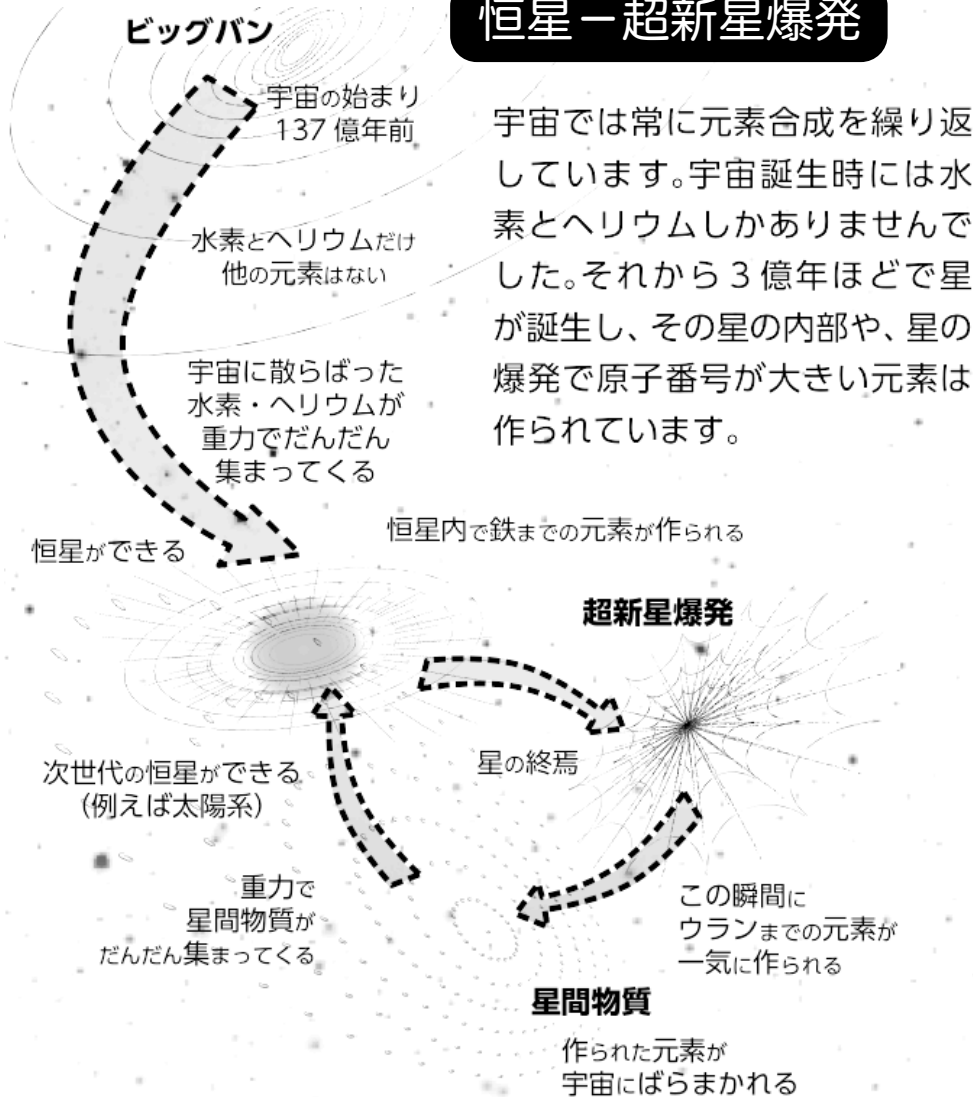 恒星－超新星爆発
ビッグバン
宇宙の始まり
137億年前
宇宙では常に元素合成を繰り返
しています。宇宙誕生時には水
素とヘリウムしかありませんで
した。それから3億年ほどで星
が誕生し、その星の内部や、星の
爆発で原子番号が大きい元素は
作られています。
水素とヘリウムだけ
他の元素はない
宇宙に散らばった
水素・ヘリウムが
重力でだんだん
集まってくる
恒星ができる
恒星内で鉄までの元素が作られる
超新星爆発
星の終焉
次世代の恒星ができる
(例えば太陽系)
重力で
星間物質が
だんだん集まってくる
この瞬間に
ウランまでの元素が
一気に作られる
星間物質
作られた元素が
宇宙にばらまかれる